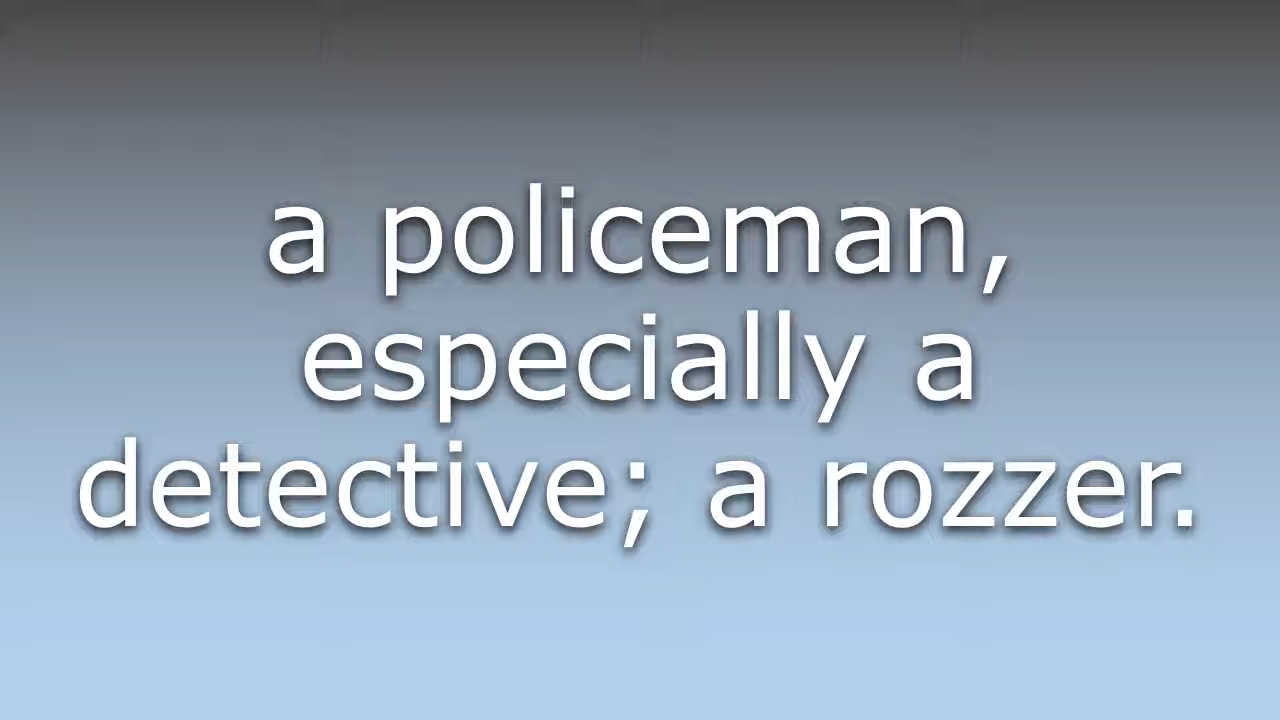 a policeman,
especially a
detective; a rozzer.